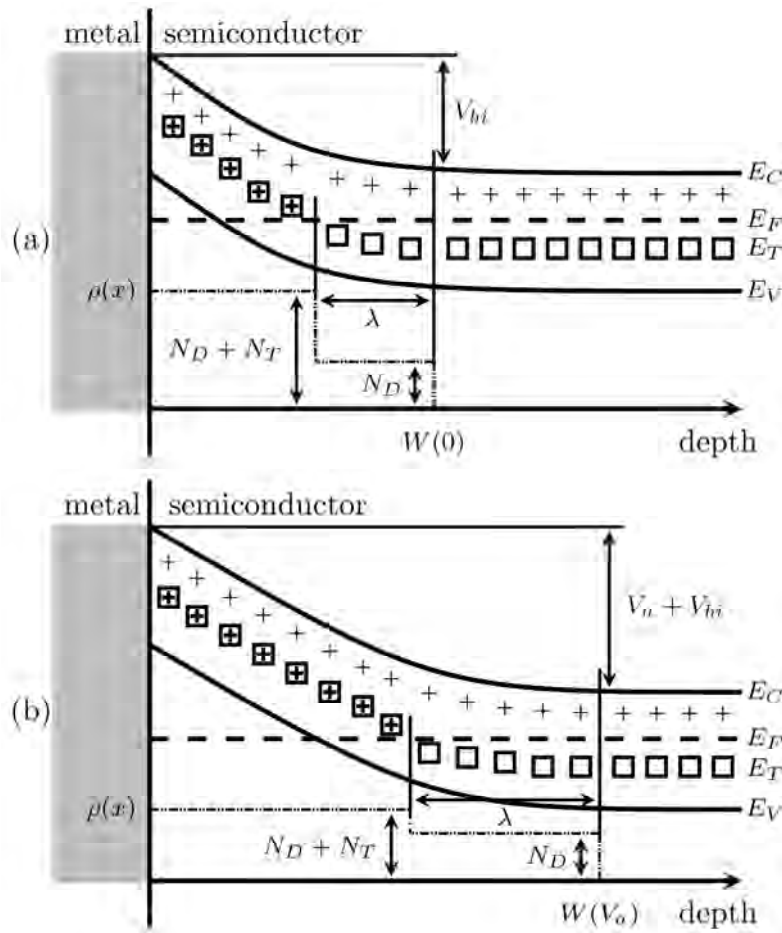 metal semiconductor
V_bi
E_C
E_F
E_T
E_V
(a)
ρ(x)
λ
N_D + N_T
N_D
W(0) depth
metal semiconductor
V_a + V_bi
E_C
E_F
E_T
E_V
(b)
ρ(x)
λ
N_D + N_T
N_D
W(V_a) depth